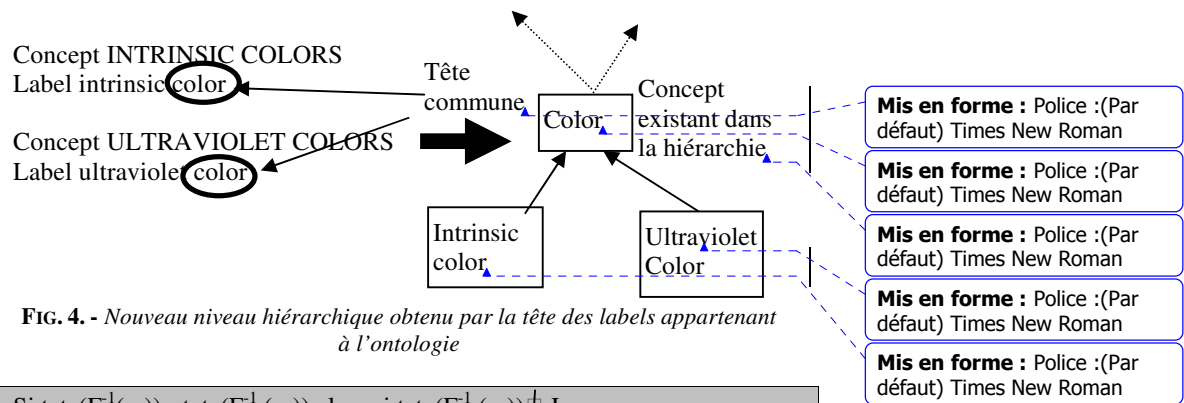 Concept INTRINSIC COLORS
Label intrinsic color
Concept ULTRAVIOLET COLORS
Label ultraviolet color
Tête
commune
Color
Concept
existant dans
la hiérarchie
Intrinsic
color
Ultraviolet
Color
FIG. 4. - Nouveau niveau hiérarchique obtenu par la tête des labels appartenant
à l'ontologie
Mis en forme : Police :(Par
défaut) Times New Roman
Mis en forme : Police :(Par
défaut) Times New Roman
Mis en forme : Police :(Par
défaut) Times New Roman
Mis en forme : Police :(Par
défaut) Times New Roman
Mis en forme : Police :(Par
défaut) Times New Roman